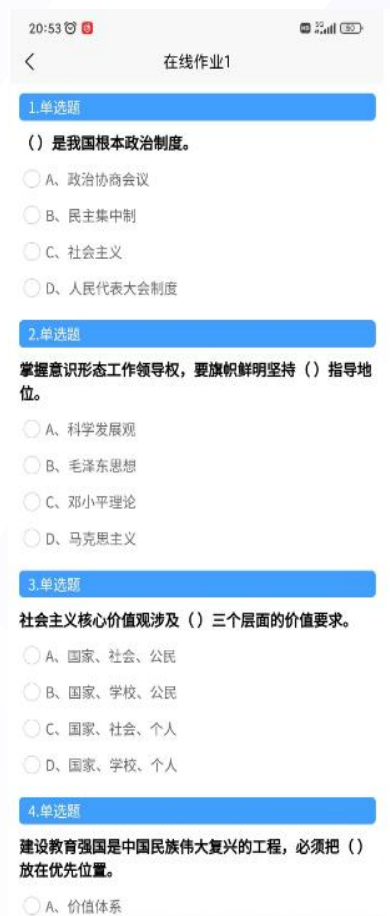 20:53
在线作业1
1.单选题
（）是我国根本政治制度。
A、政治协商会议
B、民主集中制
C、社会主义
D、人民代表大会制度
2.单选题
掌握意识形态工作领导权，要旗帜鲜明坚持（）指导地
位。
A、科学发展观
B、毛泽东思想
C、邓小平理论
D、马克思主义
3.单选题
社会主义核心价值观涉及（）三个层面的价值要求。
A、国家、社会、公民
B、国家、学校、公民
C、国家、社会、个人
D、国家、学校、个人
4.单选题
建设教育强国是中国民族伟大复兴的工程，必须把（）
放在优先位置。
A、价值体系